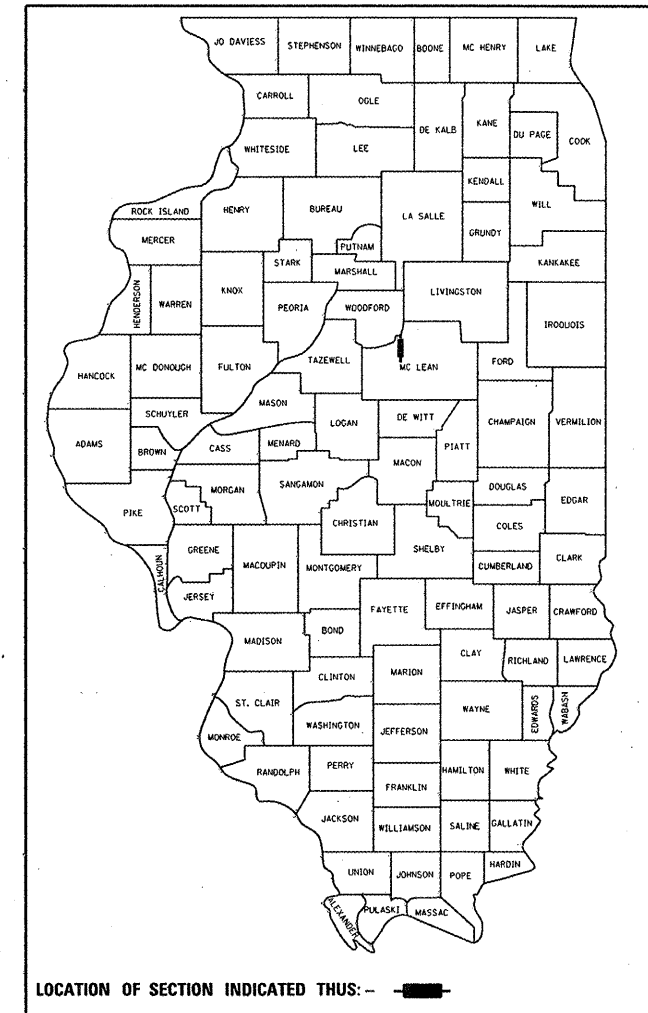 JO DAVIESS STEPHENSON WINNEBAGO BOONE MC HENRY LAKE
CARROLL OGLE DE KALB KANE DU PAGE COOK
WHITESIDE LEE
KENDALL
ROCK ISLAND HENRY BUREAU LA SALLE GRUNDY WILL
MERCER PUTNAM
STARK MARSHALL KANKAKEE
HENDERSON WARREN KNOX PEORIA WOODFORD LIVINGSTON IROQUOIS
HANCOCK MC DONOUGH FULTON TAZEWELL MC LEAN FORD
MASON
SCHUYLER LOGAN DE WITT CHAMPAIGN VERMILION
ADAMS BROWN CASS MENARD PIATT
MACON
MORGAN SANGAMON DOUGLAS
PIKE SCOTT MOULTRIE EDGAR
CHRISTIAN COLES
GREENE SHELBY
CALHOUN MACOUPIN MONTGOMERY CUMBERLAND CLARK
JERSEY FAYETTE EFFINGHAM JASPER CRAWFORD
MADISON BOND
CLAY RICHLAND LAWRENCE
CLINTON MARION
ST. CLAIR WAYNE EDWARDS WABASH
MONROE WASHINGTON JEFFERSON
RANDOLPH PERRY HAMILTON WHITE
FRANKLIN
JACKSON WILLIAMSON SALINE GALLATIN
UNION JOHNSON POPE HARDIN
ALEXANDER PULASKI MASSAC
LOCATION OF SECTION INDICATED THUS: -